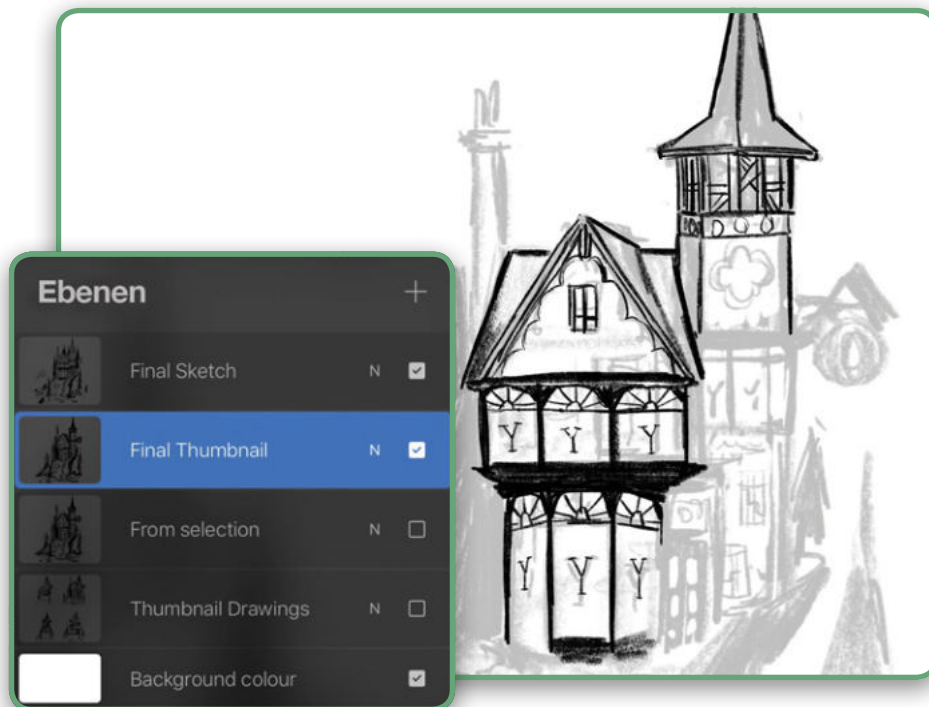 Ebenen
Final Sketch N
Final Thumbnail N
From selection N
Thumbnail Drawings N
Background colour
Y Y Y
Y Y Y